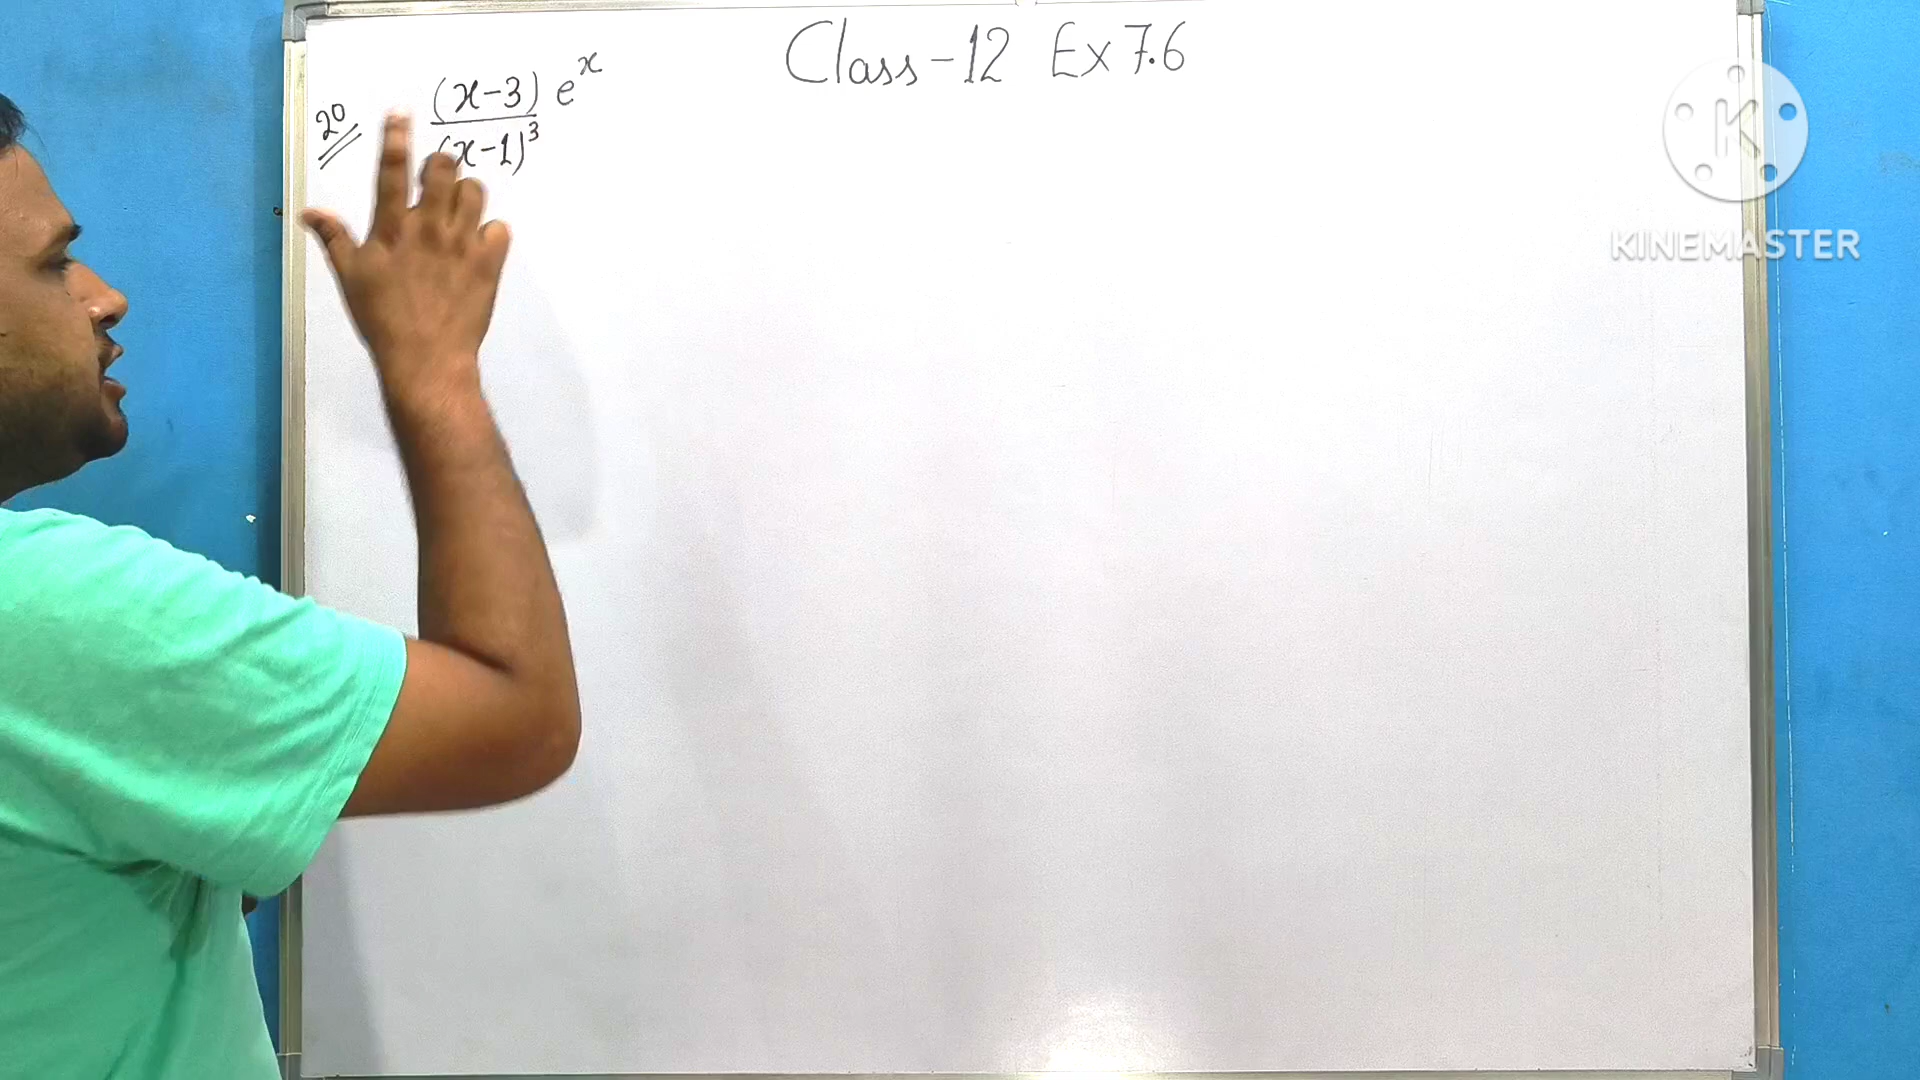 Class-12 Ex 7.6
20 (x-3) e^x
(x-1)^3
K
KINEMASTER